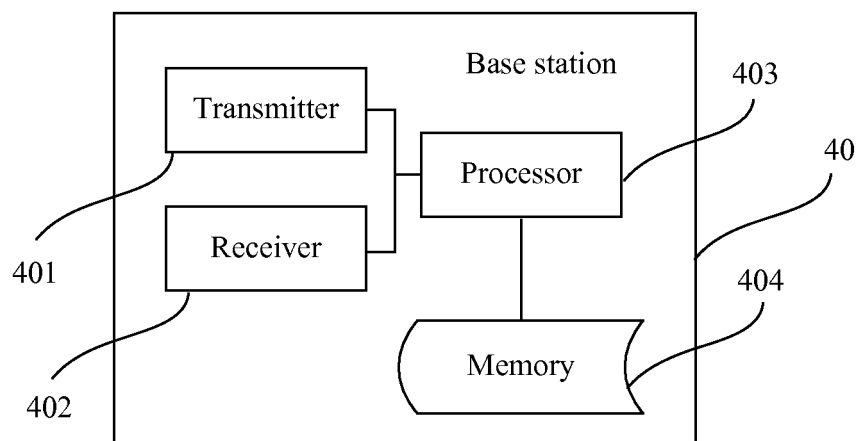 Base station
403
Transmitter
40
Processor
Receiver
401
404
Memory
402